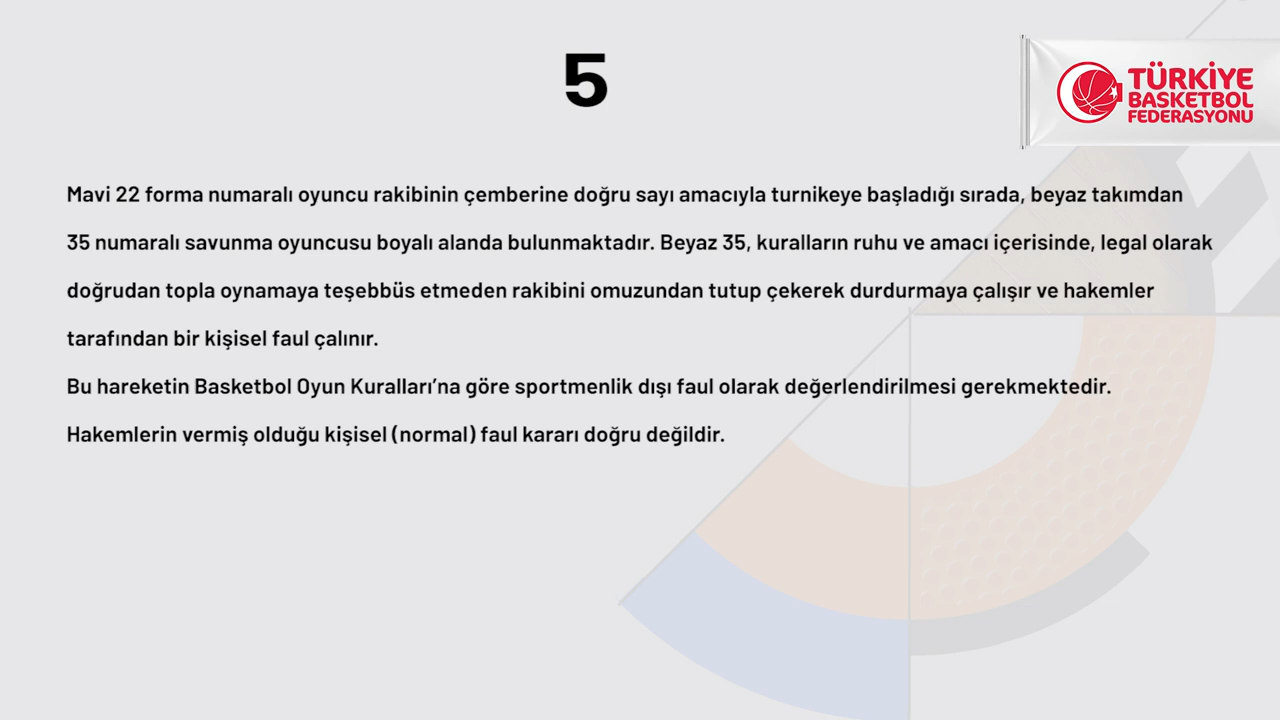 5
TÜRKİYE
BASKETBOL
FEDERASYONU
Mavi 22 forma numaralı oyuncu rakibinin çemberine doğru sayı amacıyla turnikeye başladığı sırada, beyaz takımdan
35 numaralı savunma oyuncusu boyalı alanda bulunmaktadır. Beyaz 35, kuralların ruhu ve amacı içerisinde, legal olarak
doğrudan topla oynamaya teşebbüs etmeden rakibini omuzundan tutup çekerek durdurmaya çalışır ve hakemler
tarafından bir kişisel faul çalınır.
Bu hareketin Basketbol Oyun Kuralları’na göre sportmenlik dışı faul olarak değerlendirilmesi gerekmektedir.
Hakemlerin vermiş olduğu kişisel (normal) faul kararı doğru değildir.